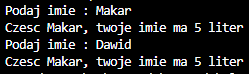 Podaj imie : Makar
Czesc Makar, twoje imie ma 5 liter
Podaj imie : Dawid
Czesc Makar, twoje imie ma 5 liter